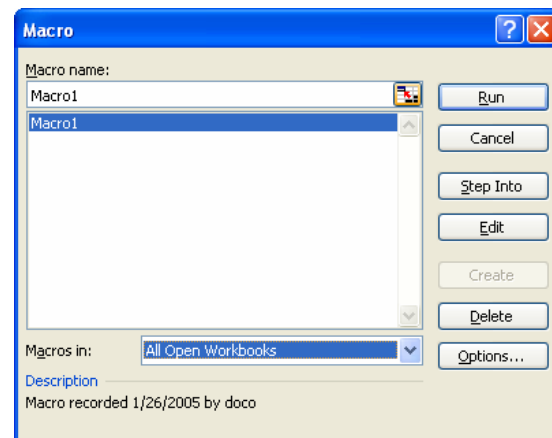 Macro
Macro name:
Macro1
Macro1
Run
Cancel
Step Into
Edit
Create
Delete
Options...
Macros in:
All Open Workbooks
Description
Macro recorded 1/26/2005 by doco